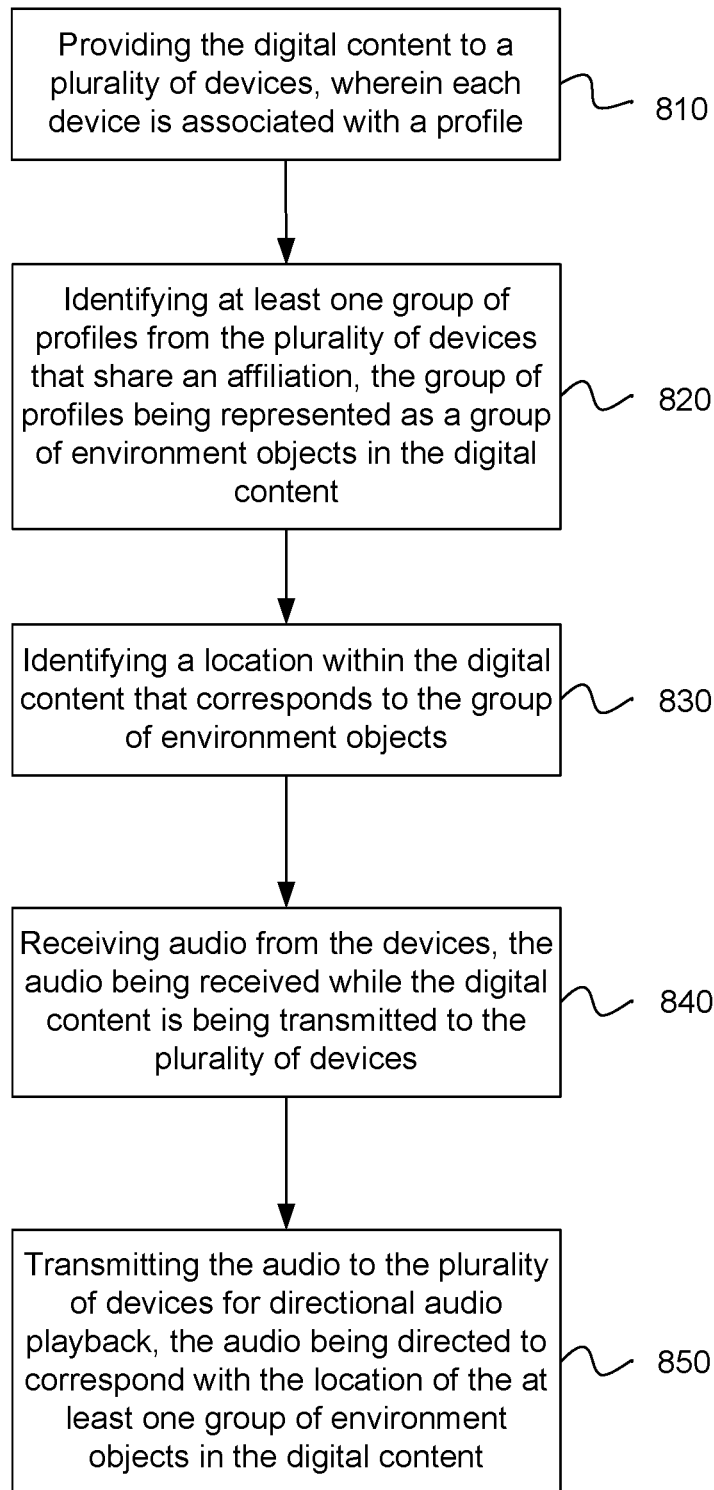 Providing the digital content to a
plurality of devices, wherein each
device is associated with a profile
810
Identifying at least one group of
profiles from the plurality of devices
that share an affiliation, the group of
profiles being represented as a group
of environment objects in the digital
content
820
Identifying a location within the digital
content that corresponds to the group
of environment objects
830
Receiving audio from the devices, the
audio being received while the digital
content is being transmitted to the
plurality of devices
840
Transmitting the audio to the plurality
of devices for directional audio
playback, the audio being directed to
correspond with the location of the at
least one group of environment
objects in the digital content
850